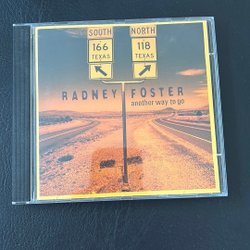 SOUTH NORTH
166 118
TEXAS TEXAS
RADNEY FOSTER
another way to go